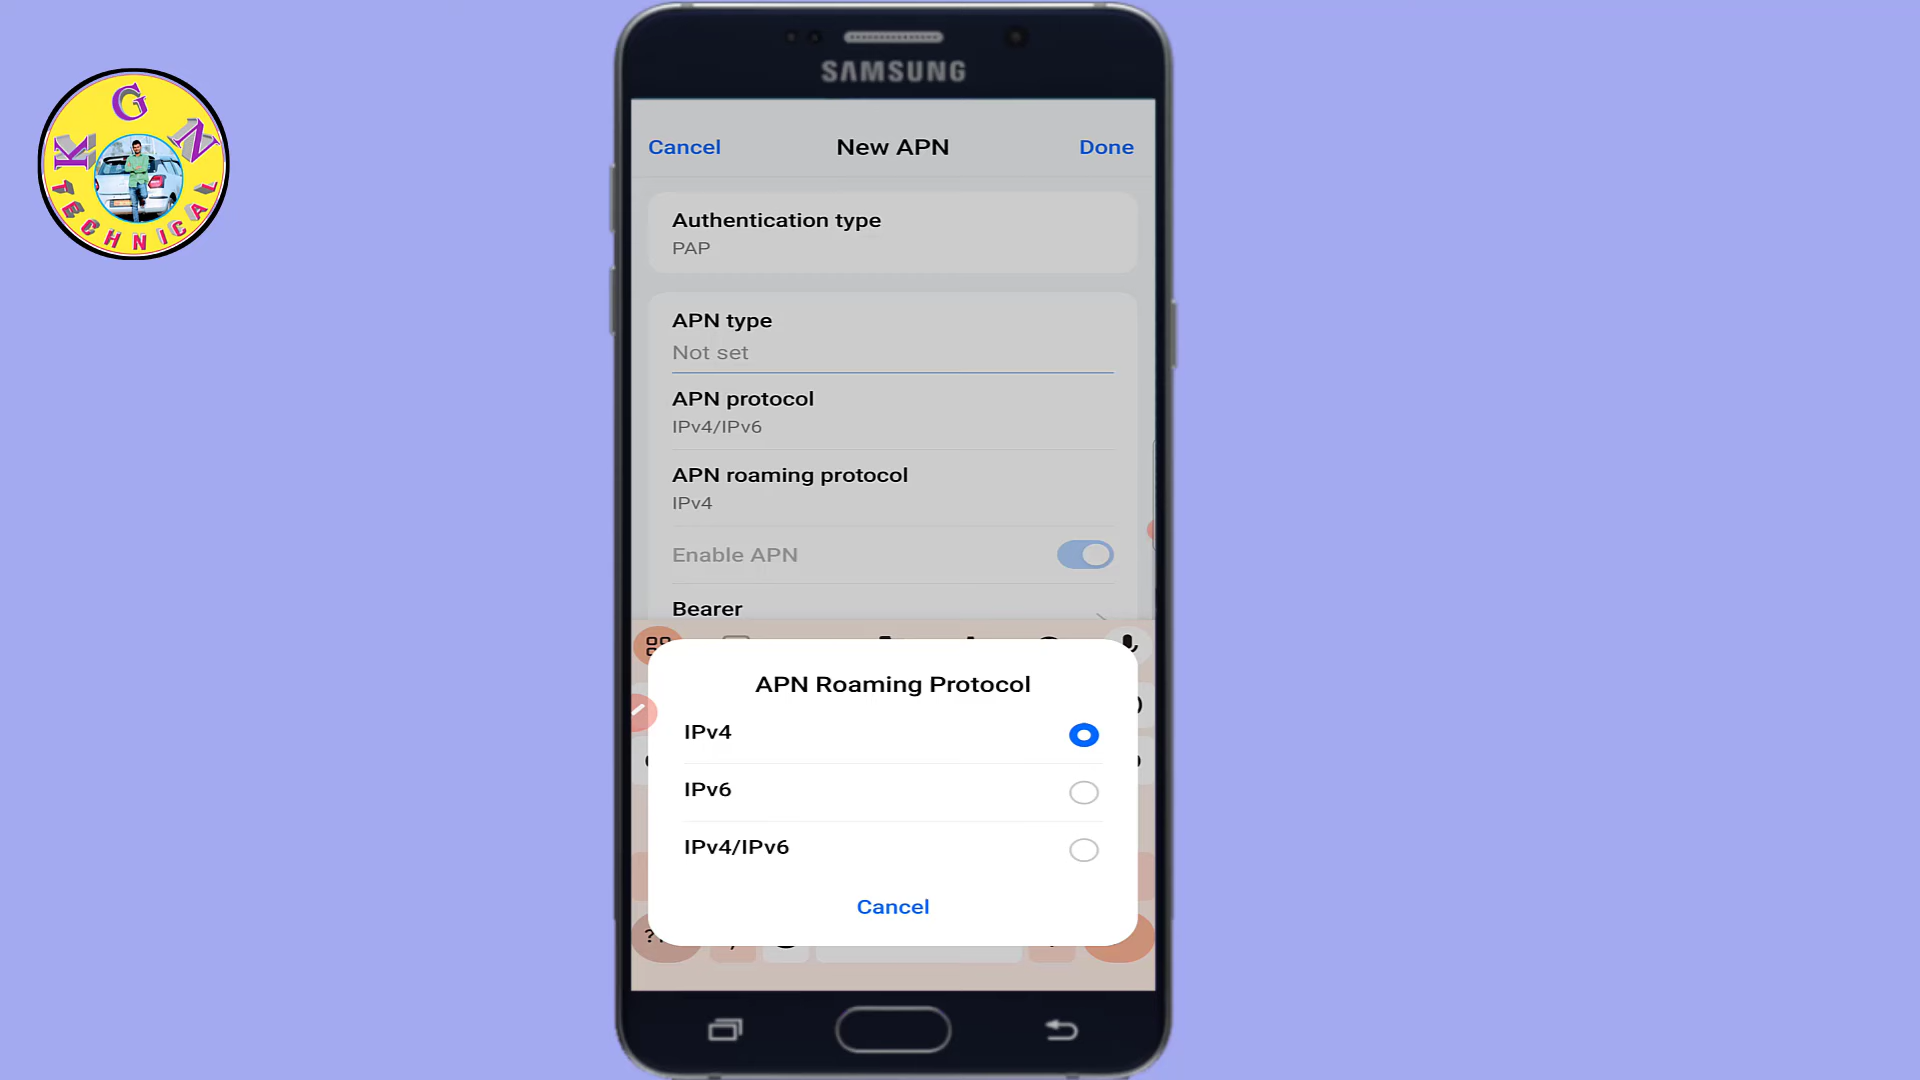 KGN
TECHNICAL
SAMSUNG
Cancel
New APN
Done
Authentication type
PAP
APN type
Not set
APN protocol
IPv4/IPv6
APN roaming protocol
IPv4
Enable APN
Bearer
APN Roaming Protocol
IPv4
IPv6
IPv4/IPv6
Cancel